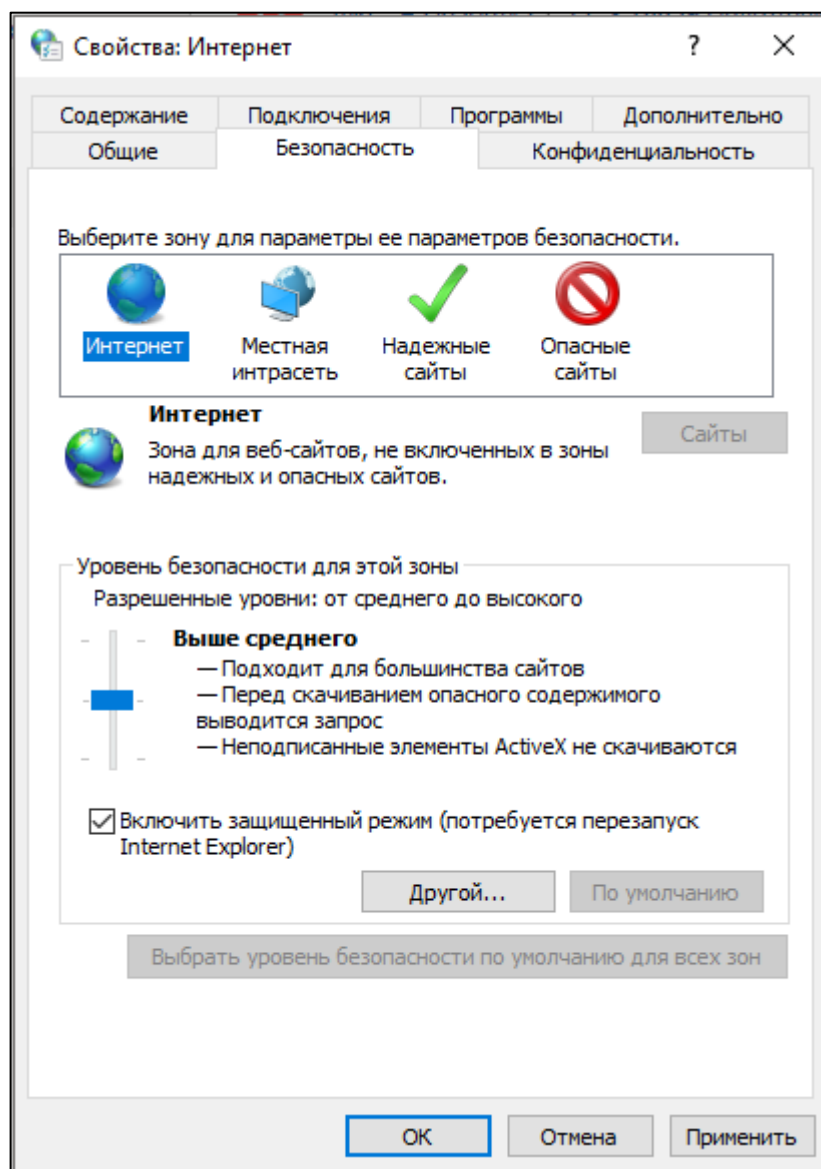 Свойства: Интернет
?
Содержание Подключения Программы Дополнительно
Общие Безопасность Конфиденциальность
Выберите зону для параметры ее параметров безопасности.
Интернет Местная интрасеть Надежные сайты Опасные сайты
Интернет
Сайты
Зона для веб-сайтов, не включенных в зоны
надежных и опасных сайтов.
Уровень безопасности для этой зоны
Разрешенные уровни: от среднего до высокого
Выше среднего
— Подходит для большинства сайтов
— Перед скачиванием опасного содержимого
выводится запрос
— Неподписанные элементы ActiveX не скачиваются
Включить защищенный режим (потребуется перезапуск
Internet Explorer)
Другой... По умолчанию
Выбрать уровень безопасности по умолчанию для всех зон
ОК Отмена Применить